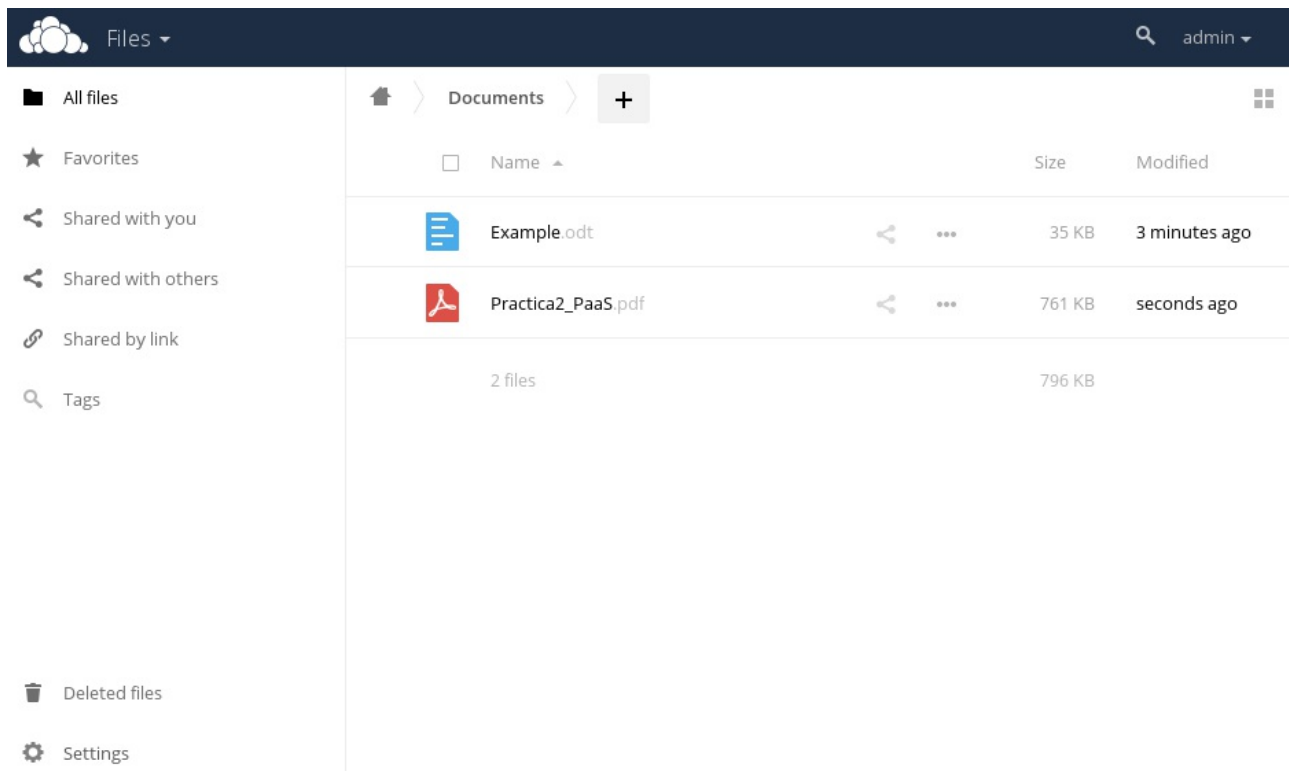 Files admin
All files
Documents +
Favorites
Name Size Modified
Shared with you
Example.odt ••• 35 KB 3 minutes ago
Shared with others
Practica2_PaaS.pdf ••• 761 KB seconds ago
Shared by link
2 files 796 KB
Tags
Deleted files
Settings